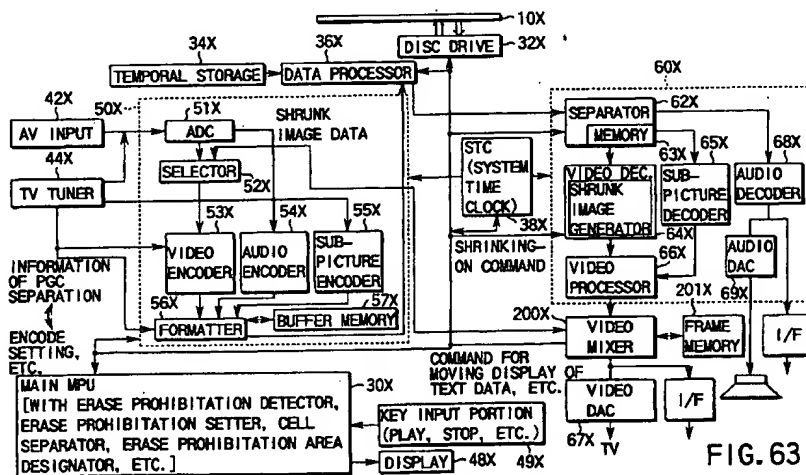 10X
34X
36X
DISC DRIVE
32X
TEMPORAL STORAGE
DATA PROCESSOR
60X
42X
50X
51X
SHRUNK
IMAGE DATA
AV INPUT
ADC
SEPARATOR
62X
MEMORY
65X
68X
44X
SELECTOR
52X
STC
(SYSTEM
TIME
CLOCK)
38X
63X
TV TUNER
VIDEO DEC.
SHRUNK
IMAGE
GENERATOR
SUB-
PICTURE
DECODER
AUDIO
DECODER
53X
54X
55X
64X
VIDEO
ENCODER
AUDIO
ENCODER
SUB-
PICTURE
ENCODER
SHRINKING-
ON COMMAND
66X
AUDIO
DAC
69X
INFORMATION
OF PGC
SEPARATION
VIDEO
PROCESSOR
56X
57X
FORMATTER
BUFFER MEMORY
200X
201X
ENCODE
SETTING,
ETC.
VIDEO
MIXER
FRAME
MEMORY
I/F
30X
COMMAND FOR
MOVING DISPLAY OF
TEXT DATA, ETC.
MAIN MPU
[WITH ERASE PROHIBITATION DETECTOR,
ERASE PROHIBITATION SETTER, CELL
SEPARATOR, ERASE PROHIBITATION AREA
DESIGNATOR, ETC.]
KEY INPUT PORTION
(PLAY, STOP, ETC.)
49X
VIDEO
DAC
I/F
67X
TV
DISPLAY
48X
FIG. 63